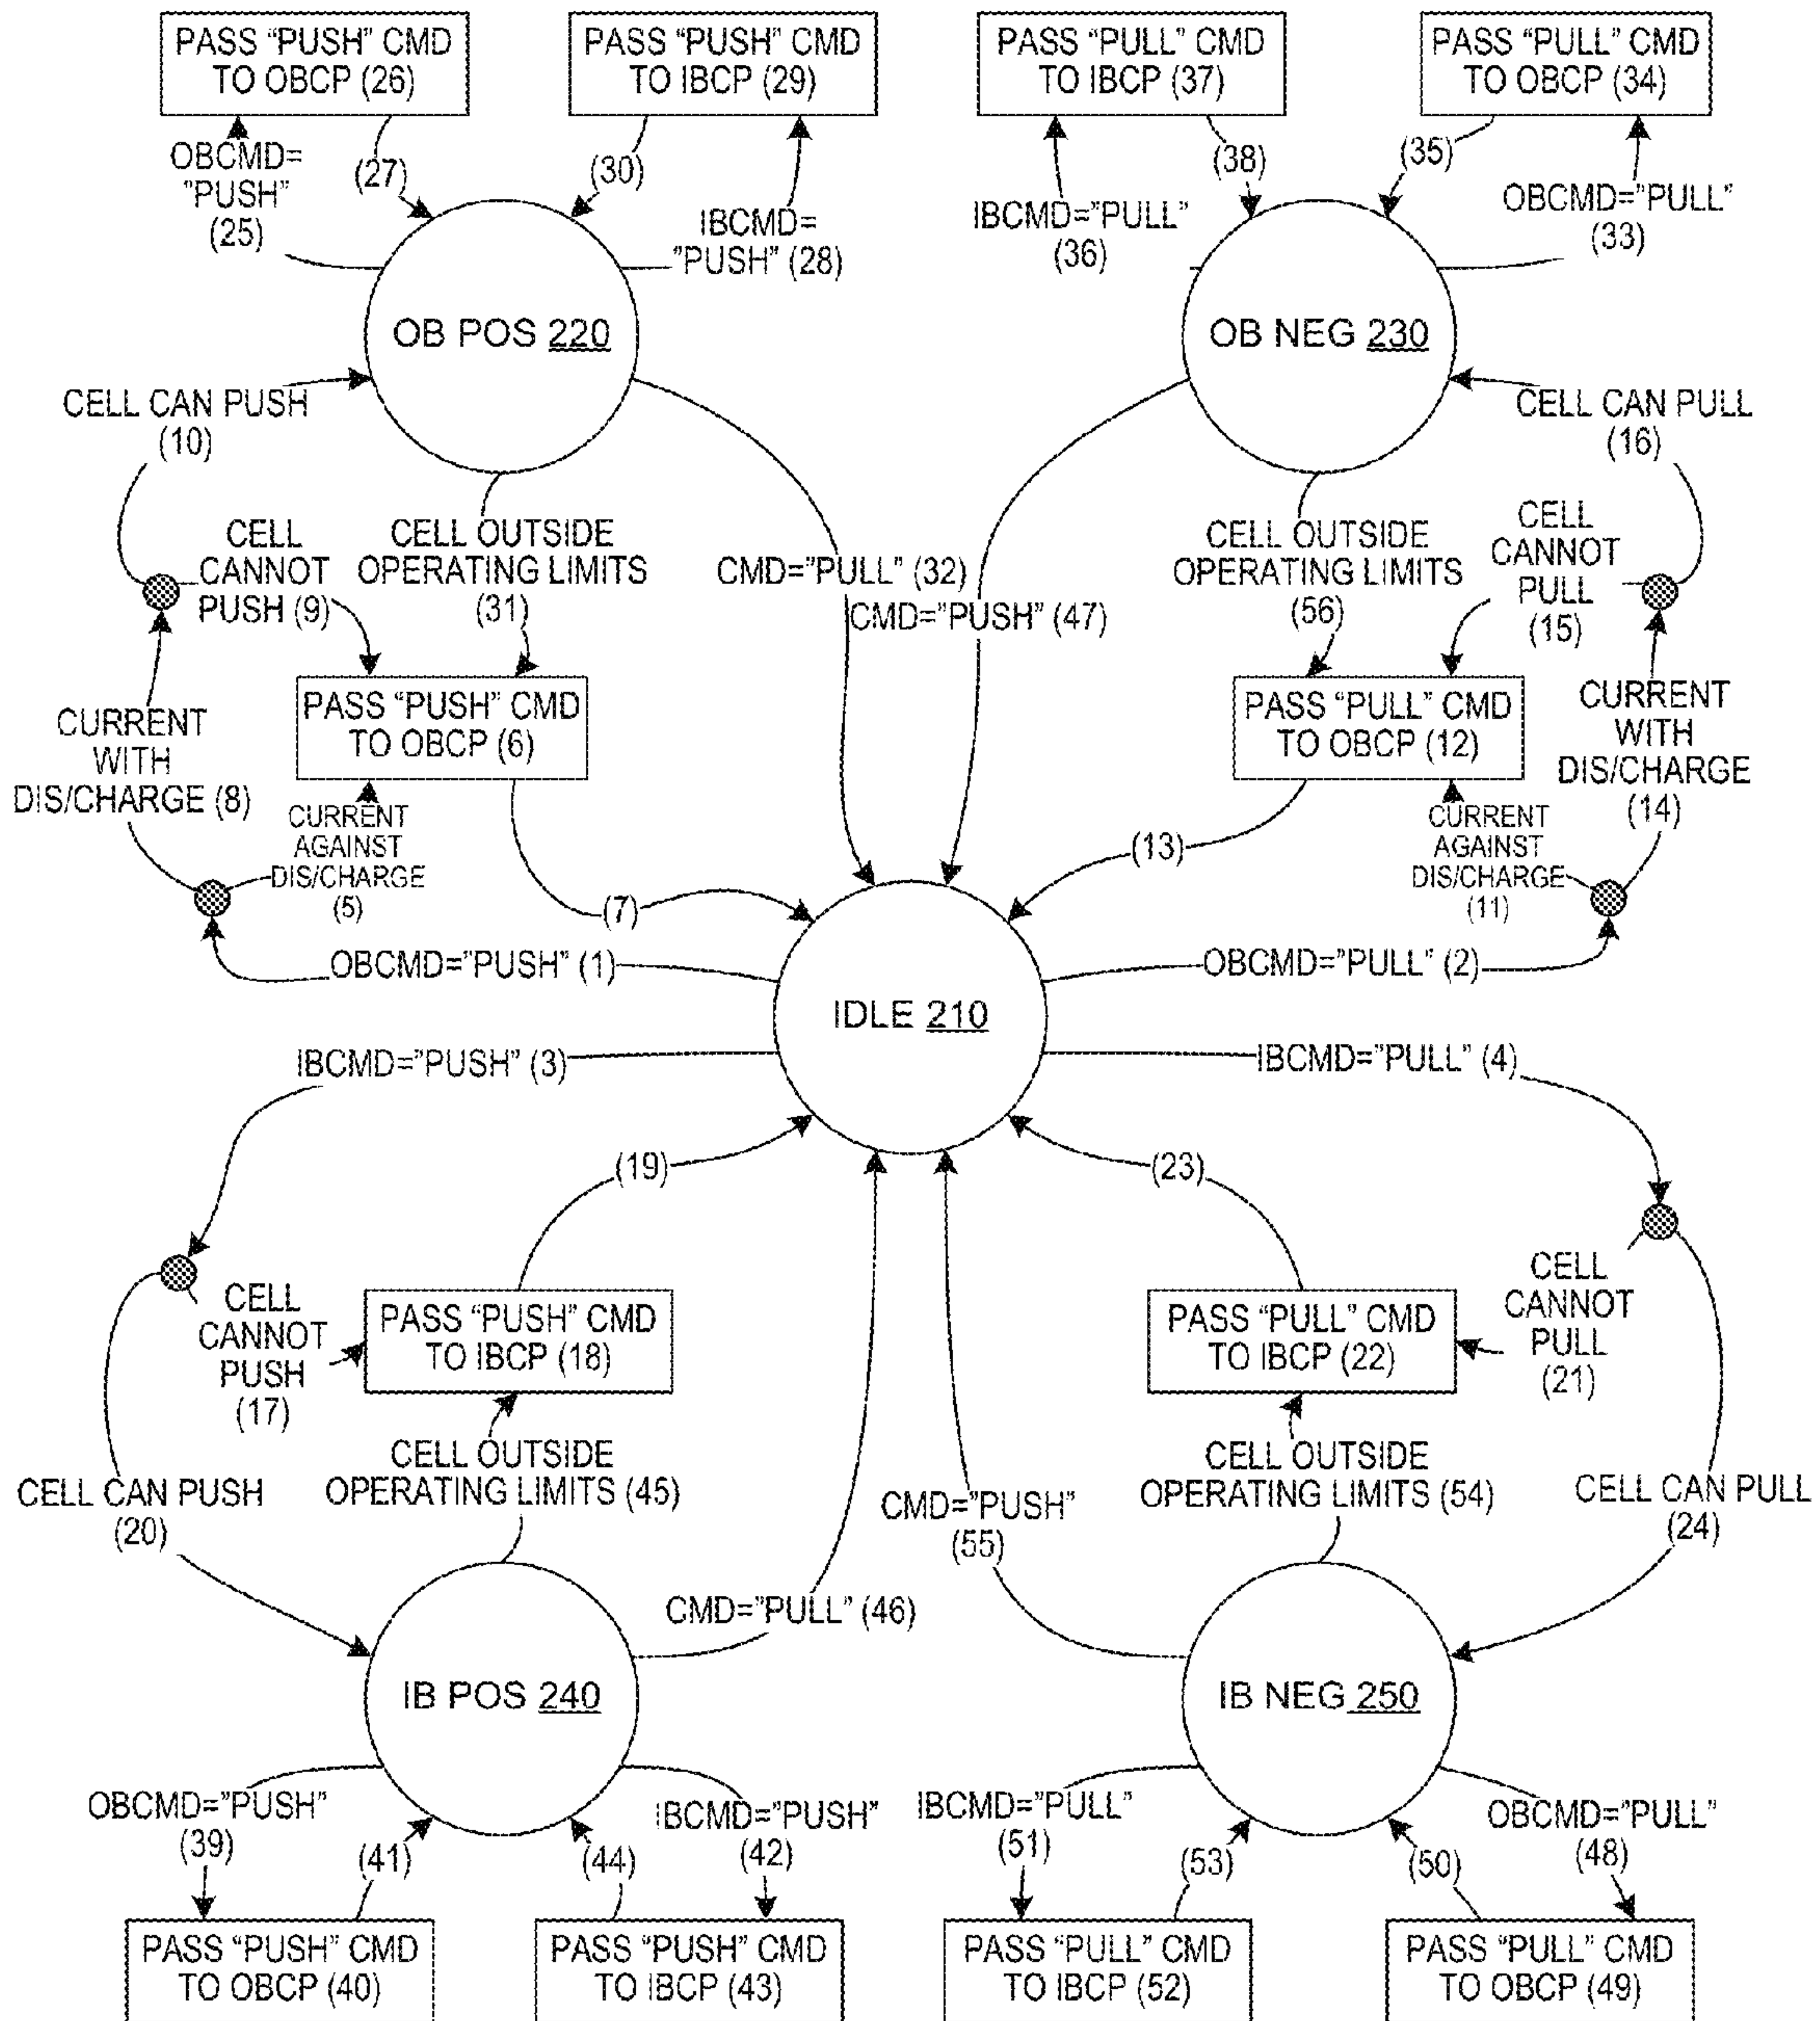 PASS “PUSH” CMD
TO OBCP (26)
PASS “PUSH” CMD
TO IBCP (29)
PASS “PULL” CMD
TO IBCP (37)
PASS “PULL” CMD
TO OBCP (34)
OBCMD=
”PUSH”
(25)
(27)
(30)
IBCMD=
”PUSH” (28)
IBCMD=”PULL”
(36)
(38)
(35)
OBCMD=”PULL”
(33)
OB POS 220
OB NEG 230
CELL CAN PUSH
(10)
CELL CAN PULL
(16)
CELL
CANNOT
PUSH (9)
CELL OUTSIDE
OPERATING LIMITS
(31)
CMD=”PULL” (32)
CMD=”PUSH” (47)
CELL OUTSIDE
OPERATING LIMITS
(56)
CELL
CANNOT
PULL
(15)
CURRENT
WITH
DIS/CHARGE (8)
PASS “PUSH” CMD
TO OBCP (6)
PASS “PULL” CMD
TO OBCP (12)
CURRENT
WITH
DIS/CHARGE
(14)
CURRENT
AGAINST
DIS/CHARGE
(5)
(7)
(13)
CURRENT
AGAINST
DIS/CHARGE
(11)
OBCMD=”PUSH” (1)
OBCMD=”PULL” (2)
IDLE 210
IBCMD=”PUSH” (3)
IBCMD=”PULL” (4)
(19)
(23)
CELL
CANNOT
PUSH
(17)
PASS “PUSH” CMD
TO IBCP (18)
PASS “PULL” CMD
TO IBCP (22)
CELL
CANNOT
PULL
(21)
CELL CAN PUSH
(20)
CELL OUTSIDE
OPERATING LIMITS (45)
CMD=”PUSH”
(55)
CELL OUTSIDE
OPERATING LIMITS (54)
CELL CAN PULL
(24)
CMD=”PULL” (46)
IB POS 240
IB NEG 250
OBCMD=”PUSH”
(39)
(41)
(44)
IBCMD=”PUSH”
(42)
IBCMD=”PULL”
(51)
(53)
(50)
OBCMD=”PULL”
(48)
PASS “PUSH” CMD
TO OBCP (40)
PASS “PUSH” CMD
TO IBCP (43)
PASS “PULL” CMD
TO IBCP (52)
PASS “PULL” CMD
TO OBCP (49)